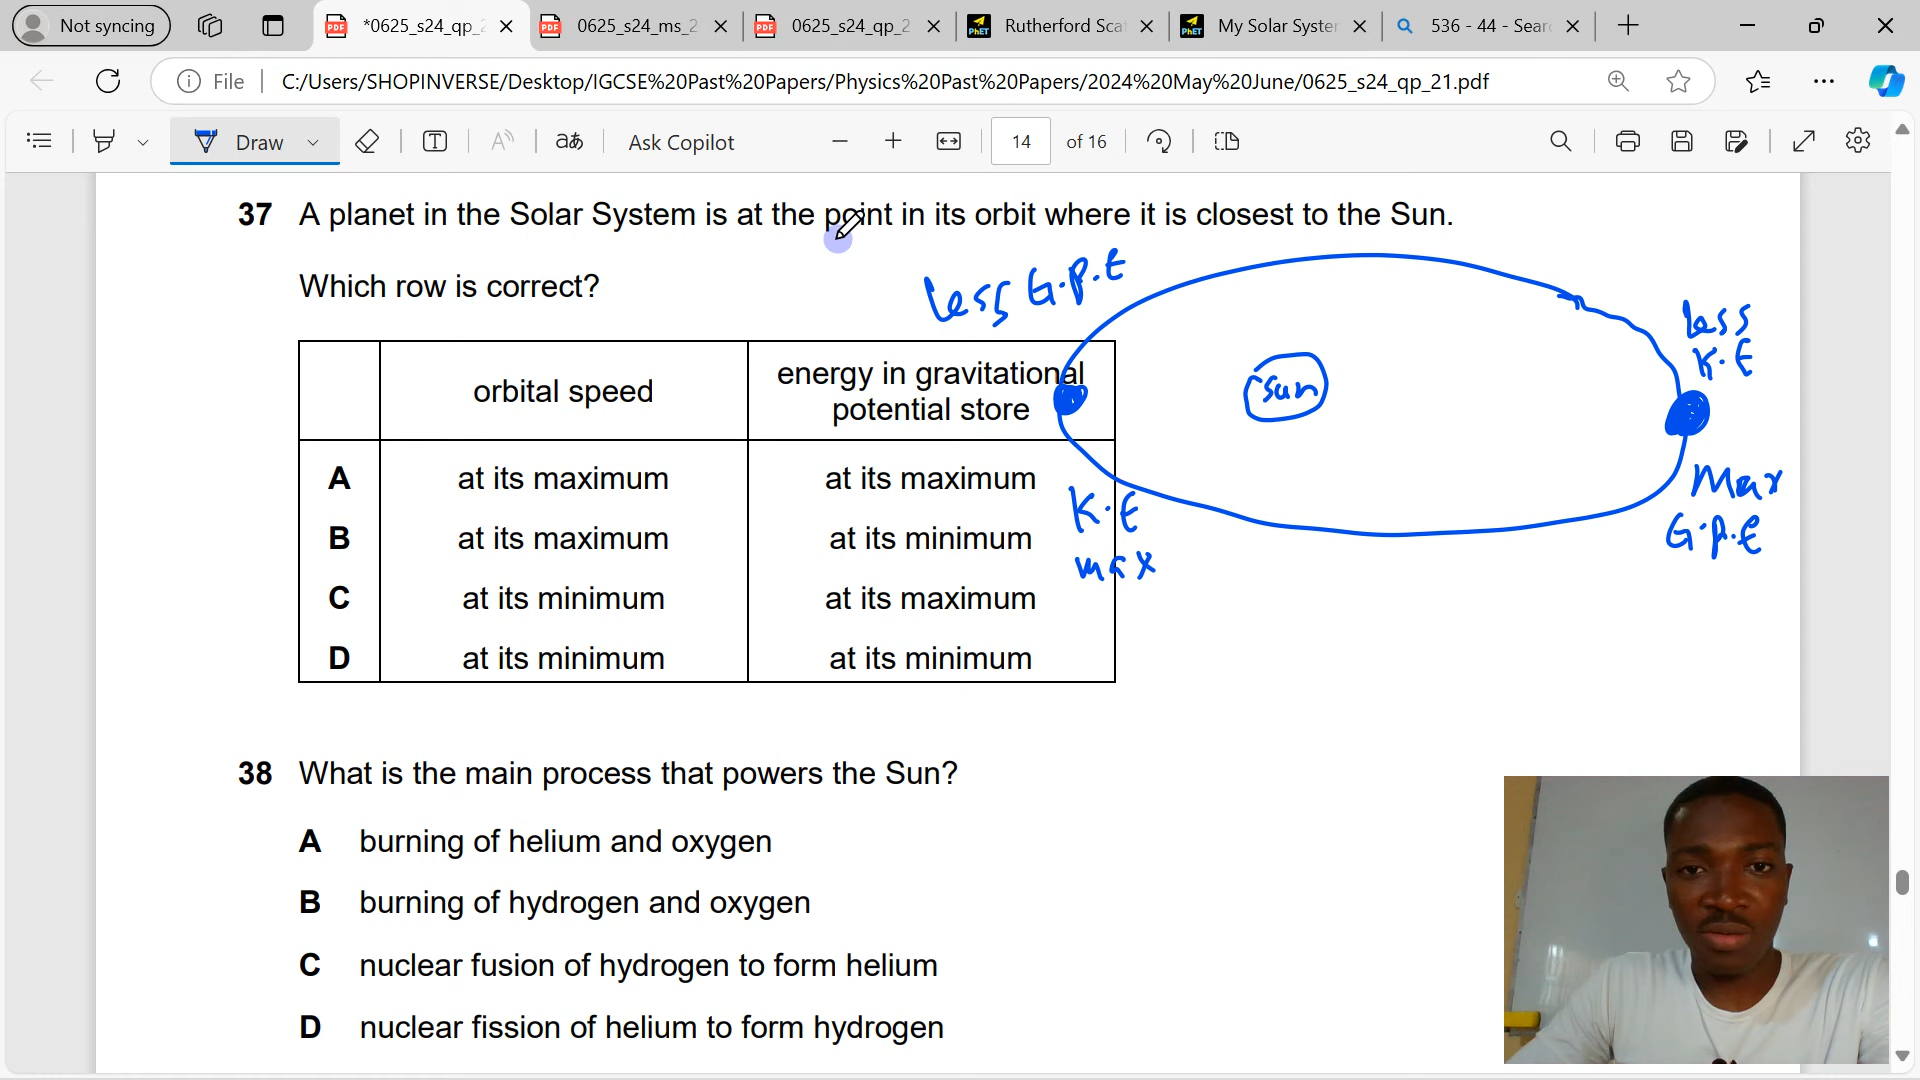 Not syncing
*0625_s24_qp_2
0625_s24_ms_2
0625_s24_qp_2
Rutherford Scat
My Solar System
536 - 44 - Searc
File
C:/Users/SHOPINVERSE/Desktop/IGCSE%20Past%20Papers/Physics%20Past%20Papers/2024%20May%20June/0625_s24_qp_21.pdf
Draw
Ask Copilot
14 of 16
37 A planet in the Solar System is at the point in its orbit where it is closest to the Sun.
Which row is correct?
less G.P.E
less
K.E
sun
K.E
max
Max
G.P.E
orbital speed energy in gravitational
potential store
A at its maximum at its maximum
B at its maximum at its minimum
C at its minimum at its maximum
D at its minimum at its minimum
38 What is the main process that powers the Sun?
A burning of helium and oxygen
B burning of hydrogen and oxygen
C nuclear fusion of hydrogen to form helium
D nuclear fission of helium to form hydrogen